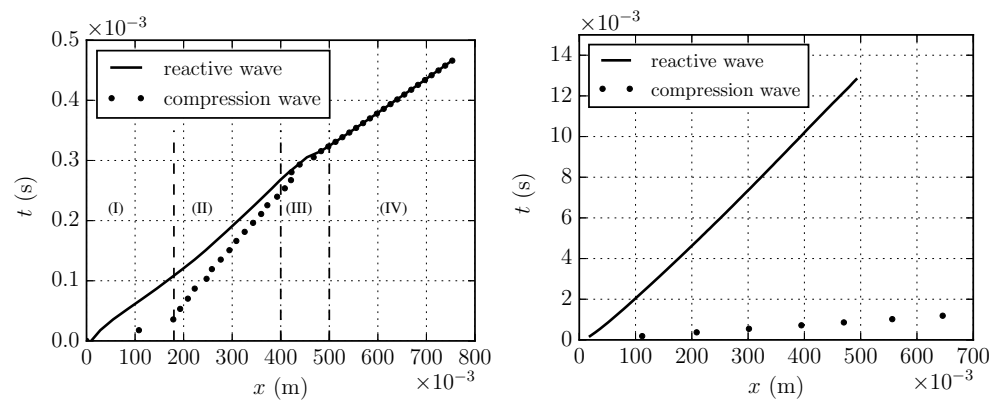 ×10⁻³
0.5
0.4
0.3
0.2
0.1
0.0
t (s)
reactive wave
compression wave
(I)
(II)
(III)
(IV)
0 100 200 300 400 500 600 700 800
x (m)
×10⁻³
×10⁻³
14
12
10
8
6
4
2
0
t (s)
reactive wave
compression wave
0 100 200 300 400 500 600 700
x (m)
×10⁻³